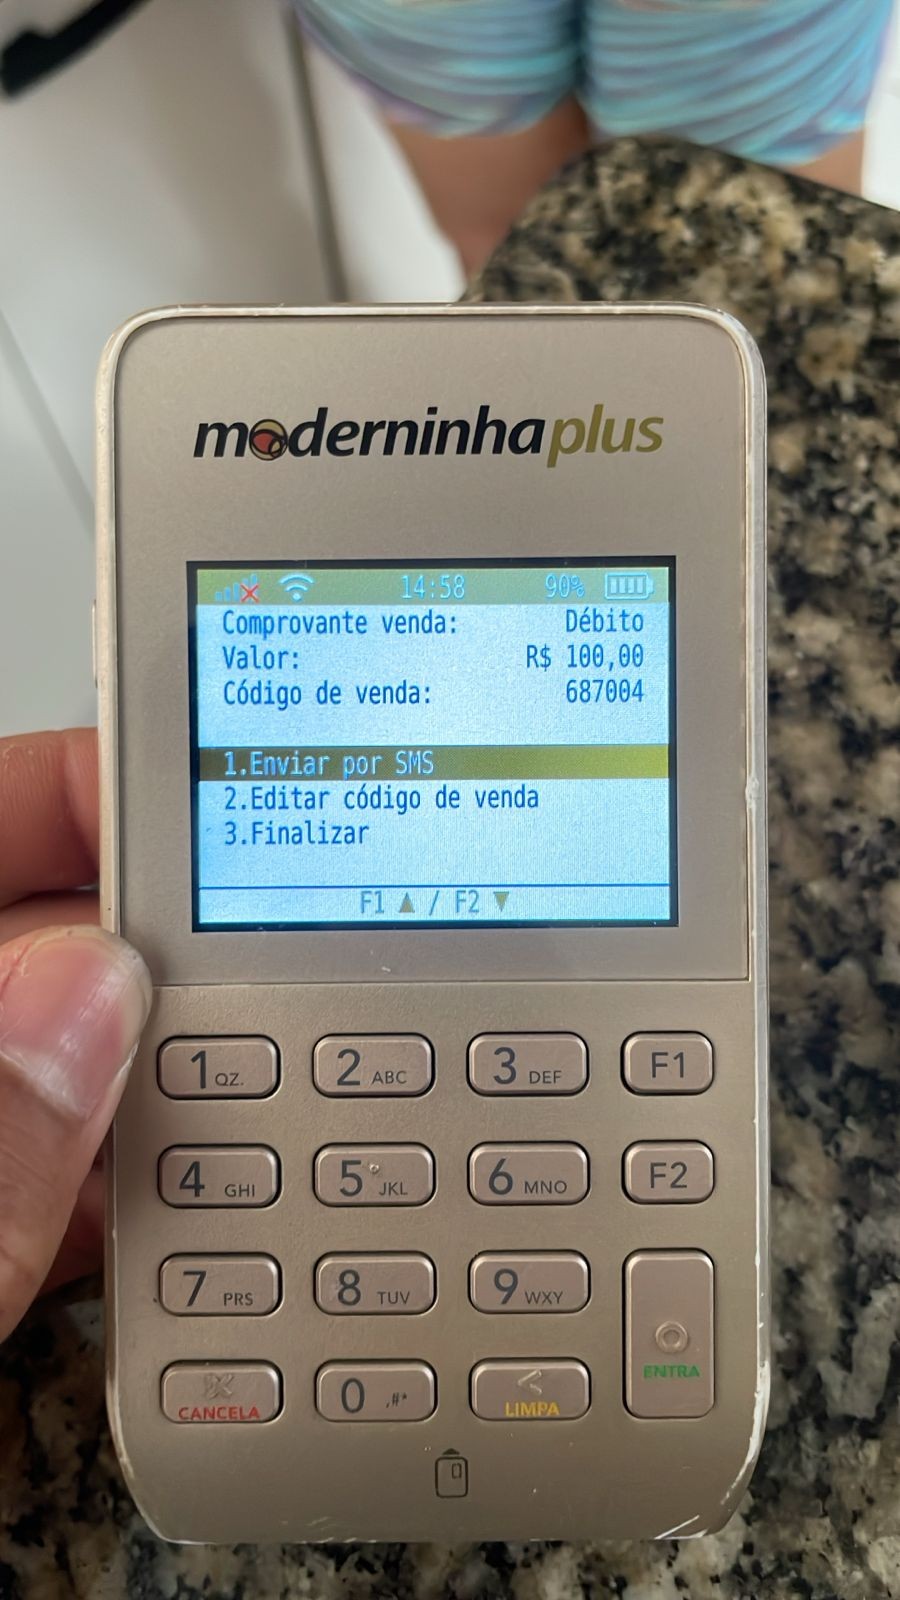 moderninhaplus
14:58 90%
Comprovante venda: Débito
Valor: R$ 100,00
Código de venda: 687004
1.Enviar por SMS
2.Editar código de venda
3.Finalizar
F1 ▲ / F2 ▼
1 QZ. 2 ABC 3 DEF F1
4 GHI 5 JKL 6 MNO F2
7 PRS 8 TUV 9 WXY
ENTRA
CANCELA 0 ,#* < LIMPA